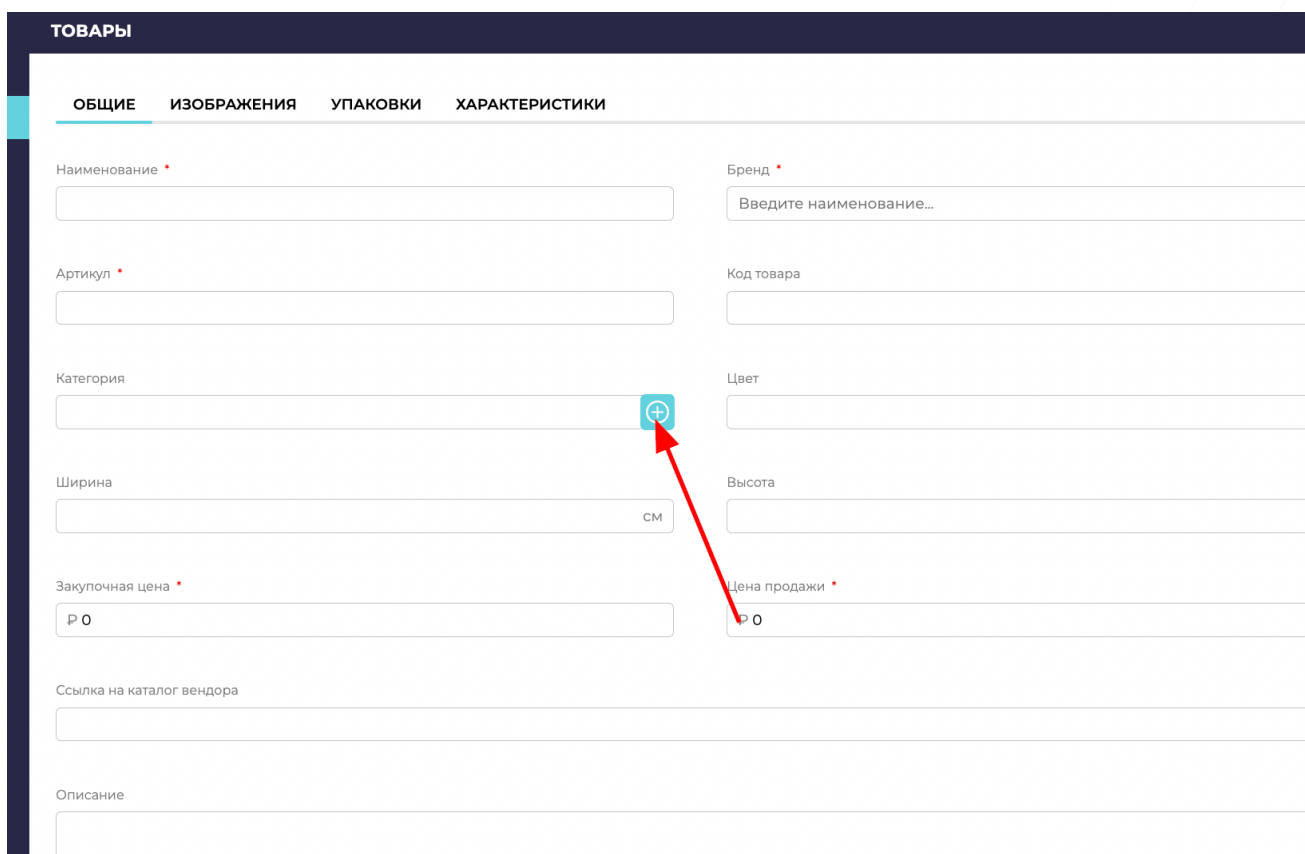 ТОВАРЫ
ОБЩИЕ ИЗОБРАЖЕНИЯ УПАКОВКИ ХАРАКТЕРИСТИКИ
Наименование * Бренд *
Введите наименование...
Артикул * Код товара
Категория Цвет
Ширина Высота
см
Закупочная цена * Цена продажи *
₽ 0 ₽ 0
Ссылка на каталог вендора
Описание